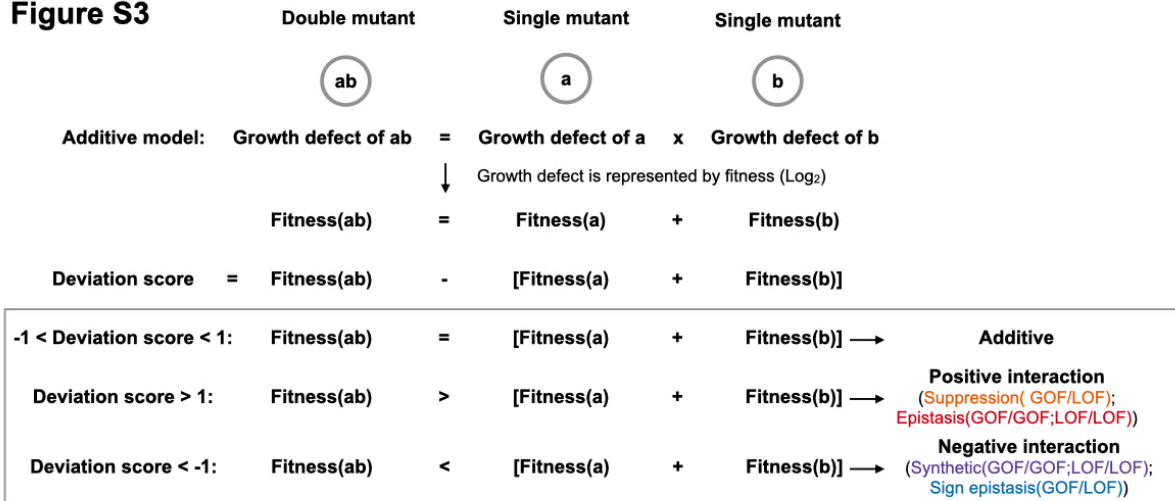 Figure S3
Double mutant Single mutant Single mutant
ab a b
Additive model: Growth defect of ab = Growth defect of a x Growth defect of b
Growth defect is represented by fitness (Log₂)
Fitness(ab) = Fitness(a) + Fitness(b)
Deviation score = Fitness(ab) - [Fitness(a) + Fitness(b)]
-1 < Deviation score < 1: Fitness(ab) = [Fitness(a) + Fitness(b)] → Additive
Deviation score > 1: Fitness(ab) > [Fitness(a) + Fitness(b)] → Positive interaction
(Suppression( GOF/LOF);
Epistasis(GOF/GOF;LOF/LOF))
Deviation score < -1: Fitness(ab) < [Fitness(a) + Fitness(b)] → Negative interaction
(Synthetic(GOF/GOF;LOF/LOF);
Sign epistasis(GOF/LOF))